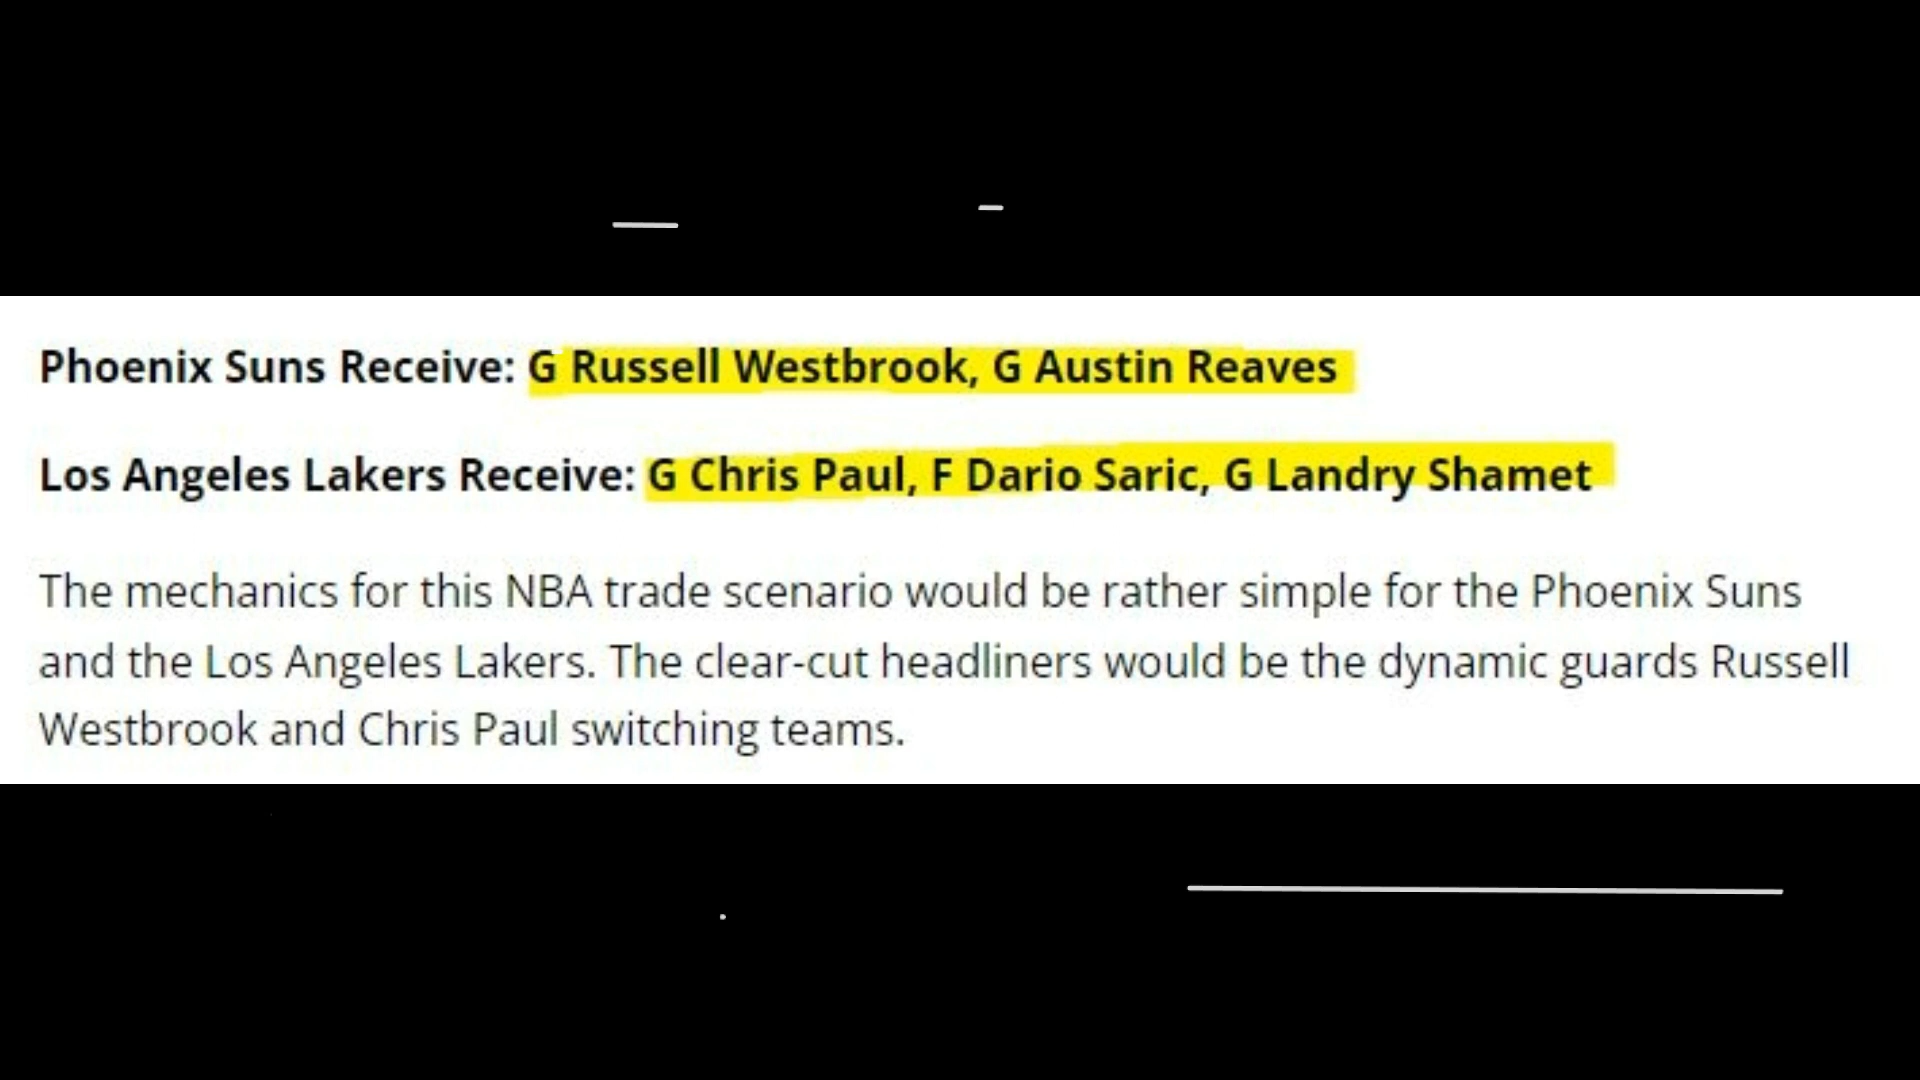 Phoenix Suns Receive: G Russell Westbrook, G Austin Reaves
Los Angeles Lakers Receive: G Chris Paul, F Dario Saric, G Landry Shamet
The mechanics for this NBA trade scenario would be rather simple for the Phoenix Suns
and the Los Angeles Lakers. The clear-cut headliners would be the dynamic guards Russell
Westbrook and Chris Paul switching teams.